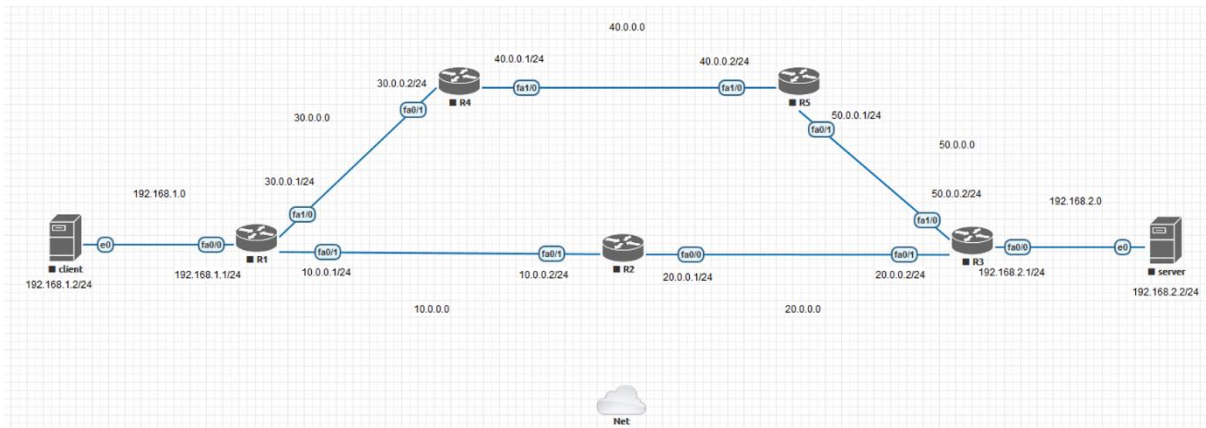 40.0.0.0
40.0.0.1/24
40.0.0.2/24
30.0.0.2/24
fa1/0
fa1/0
R4
R5
fa0/1
50.0.0.1/24
30.0.0.0
fa0/1
50.0.0.0
30.0.0.1/24
50.0.0.2/24
192.168.1.0
192.168.2.0
fa1/0
fa1/0
e0
fa0/0
fa0/1
fa0/1
fa0/0
fa0/1
fa0/0
e0
R1
R2
R3
client
192.168.1.1/24
10.0.0.1/24
10.0.0.2/24
20.0.0.1/24
20.0.0.2/24
192.168.2.1/24
server
192.168.1.2/24
192.168.2.2/24
10.0.0.0
20.0.0.0
Net